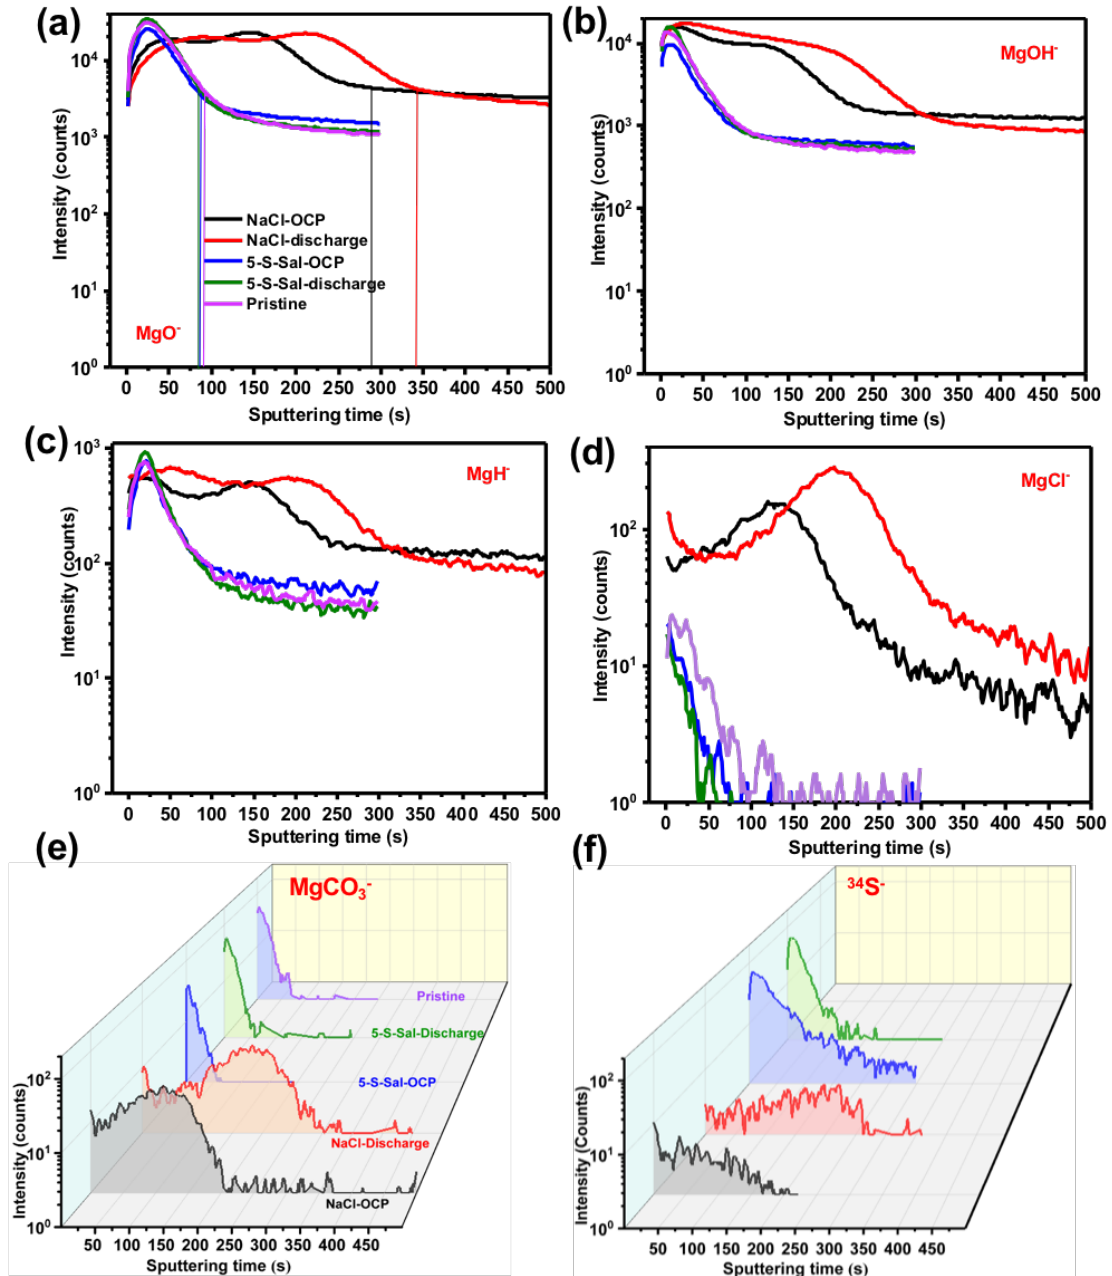 (a)
Intensity (counts)
10⁴
10³
10²
10¹
10⁰
NaCl-OCP
NaCl-discharge
5-S-Sal-OCP
5-S-Sal-discharge
Pristine
MgO⁻
0 50 100 150 200 250 300 350 400 450 500
Sputtering time (s)
(b)
Intensity (counts)
10⁴
10³
10²
10¹
10⁰
MgOH⁻
0 50 100 150 200 250 300 350 400 450 500
Sputtering time (s)
(c)
Intensity (counts)
10³
10²
10¹
10⁰
MgH⁻
0 50 100 150 200 250 300 350 400 450 500
Sputtering time (s)
(d)
Intensity (counts)
10²
10¹
10⁰
MgCl⁻
0 50 100 150 200 250 300 350 400 450 500
Sputtering time (s)
(e)
MgCO₃⁻
Pristine
5-S-Sal-Discharge
5-S-Sal-OCP
NaCl-Discharge
NaCl-OCP
Intensity (counts)
10²
10¹
10⁰
50 100 150 200 250 300 350 400 450
Sputtering time (s)
(f)
³⁴S⁻
Intensity (Counts)
10²
10¹
10⁰
50 100 150 200 250 300 350 400 450
Sputtering time (s)